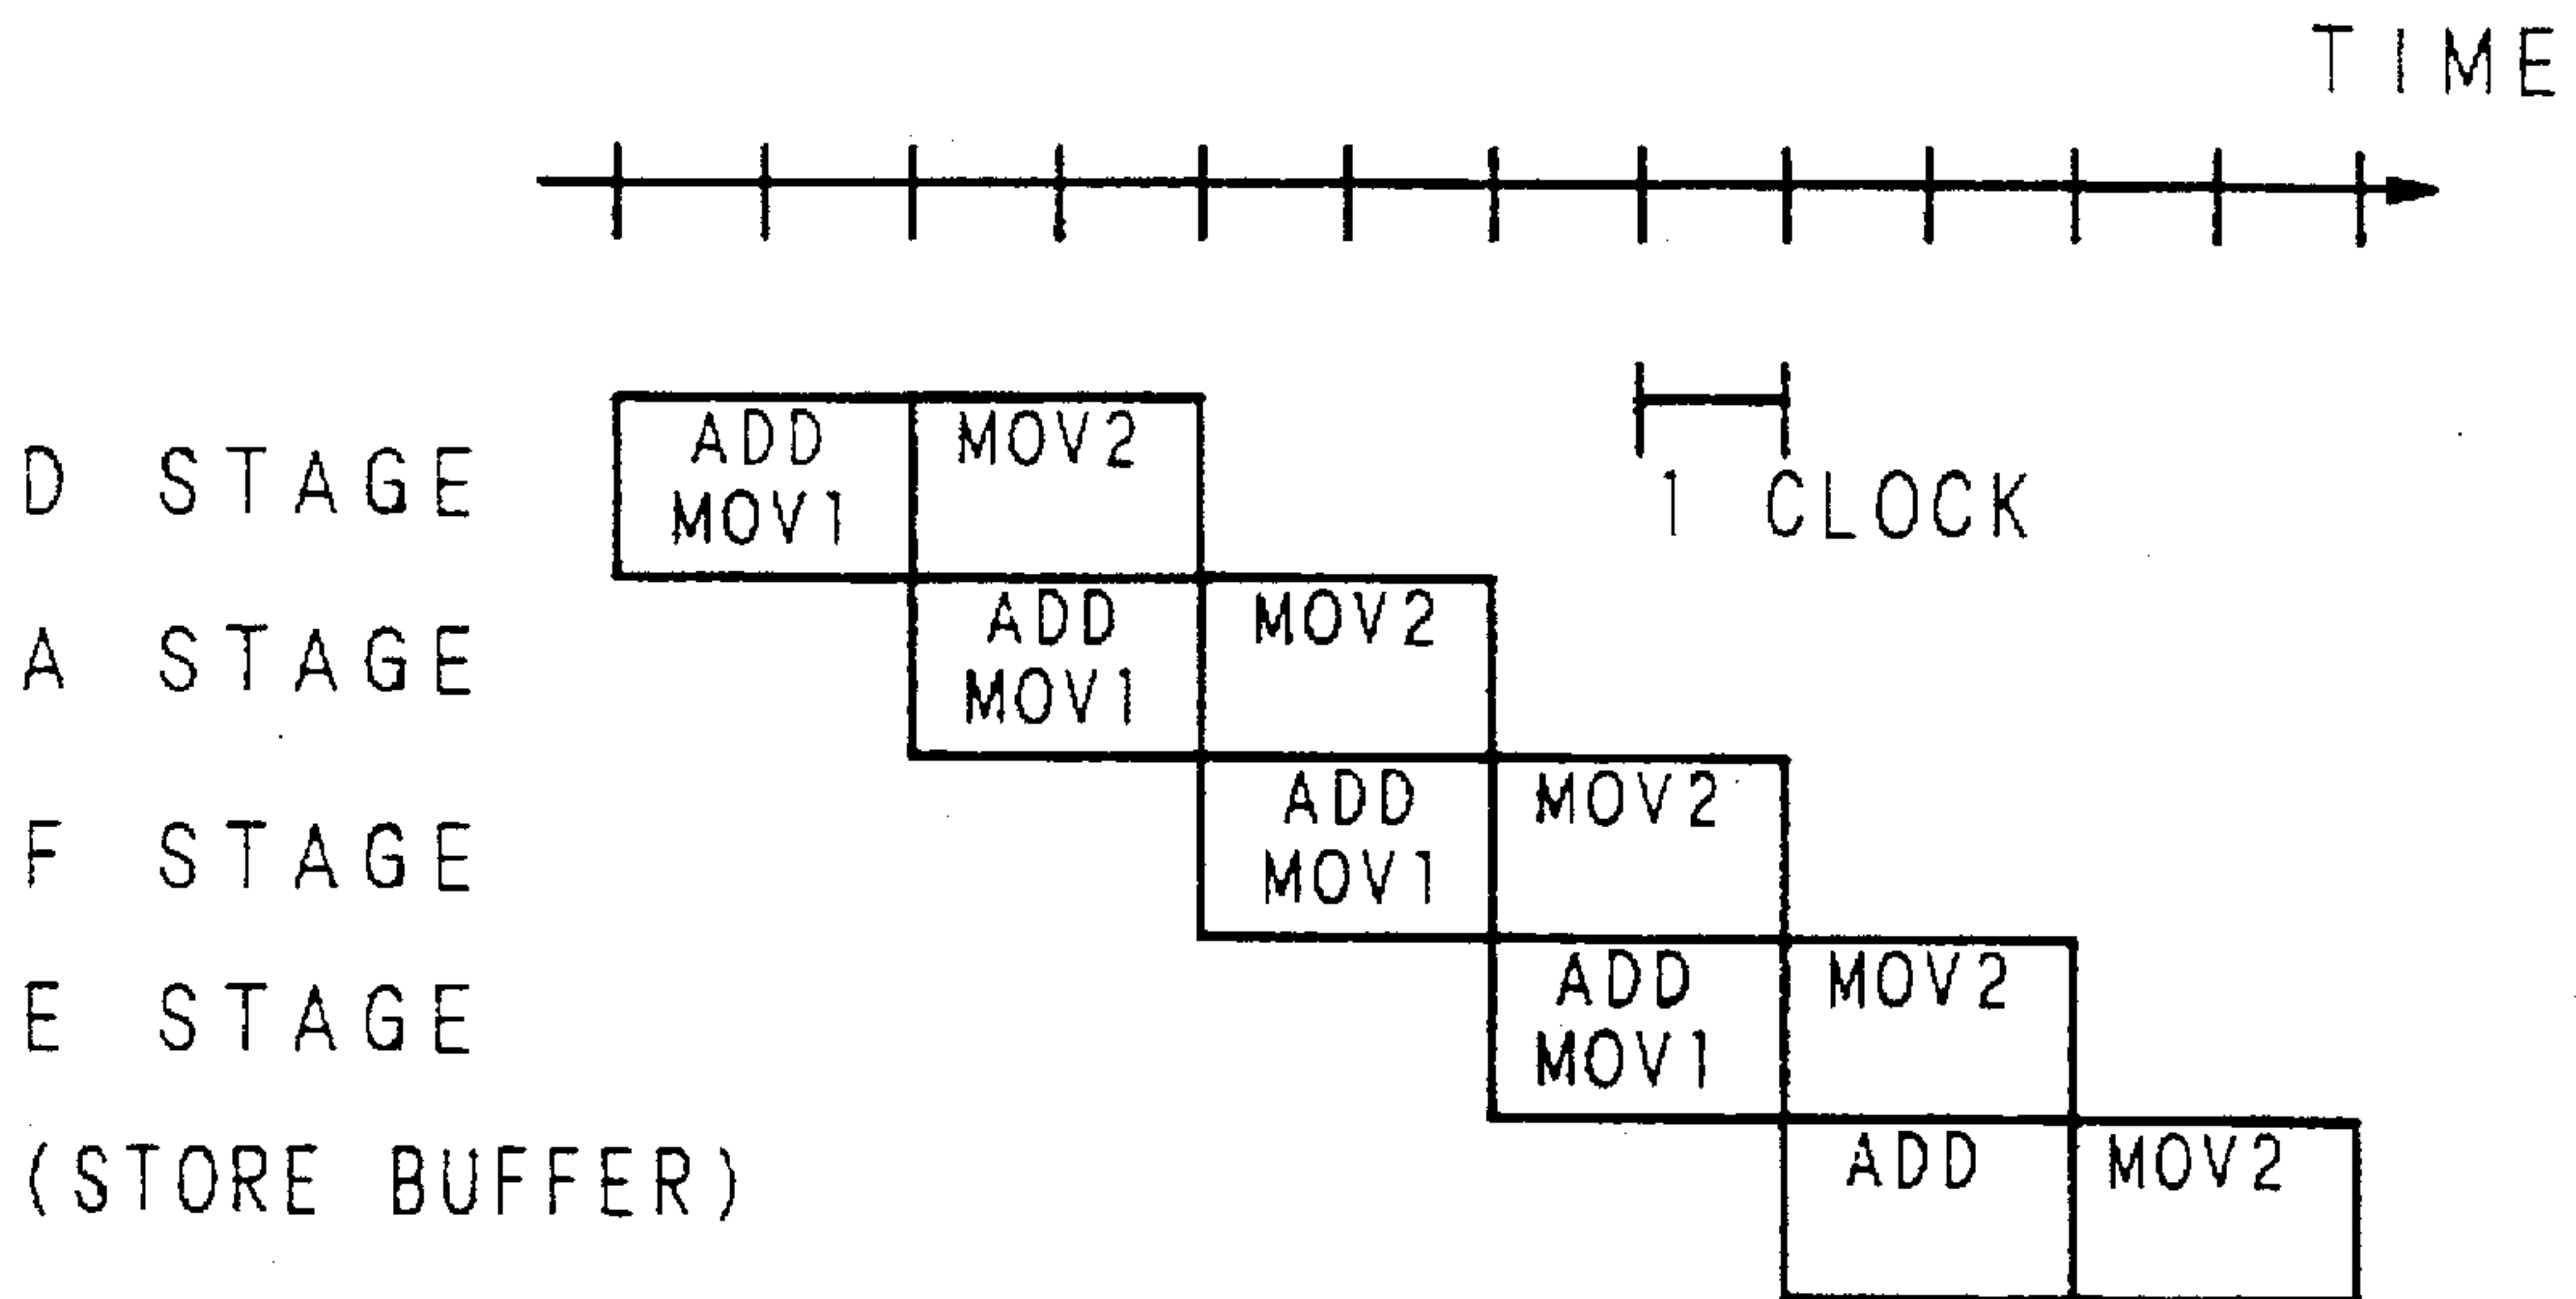 TIME
1 CLOCK
D STAGE
ADD MOV2
MOV1
A STAGE
ADD MOV2
MOV1
F STAGE
ADD MOV2
MOV1
E STAGE
ADD MOV2
MOV1
(STORE BUFFER)
ADD MOV2